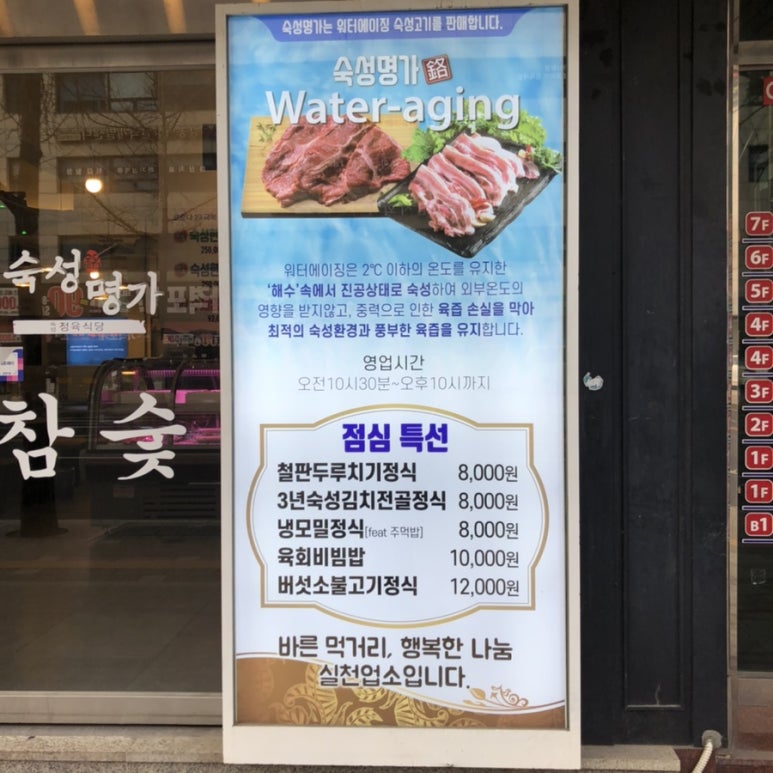 숙성명가는 워터에이징 숙성고기를 판매합니다.
숙성명가
Water-aging
워터에이징은 2℃ 이하의 온도를 유지한
'해수'속에서 진공상태로 숙성하여 외부온도의
영향을 받지않고, 중력으로 인한 육즙 손실을 막아
최적의 숙성환경과 풍부한 육즙을 유지합니다.
영업시간
오전10시30분~오후10시까지
점심 특선
철판두루치기정식 8,000원
3년숙성김치전골정식 8,000원
냉모밀정식[feat 주먹밥] 8,000원
육회비빔밥 10,000원
버섯소불고기정식 12,000원
바른 먹거리, 행복한 나눔
실천업소입니다.
숙성명가
정육식당
참숯
7F
6F
5F
4F
4F
3F
2F
1F
1F
B1